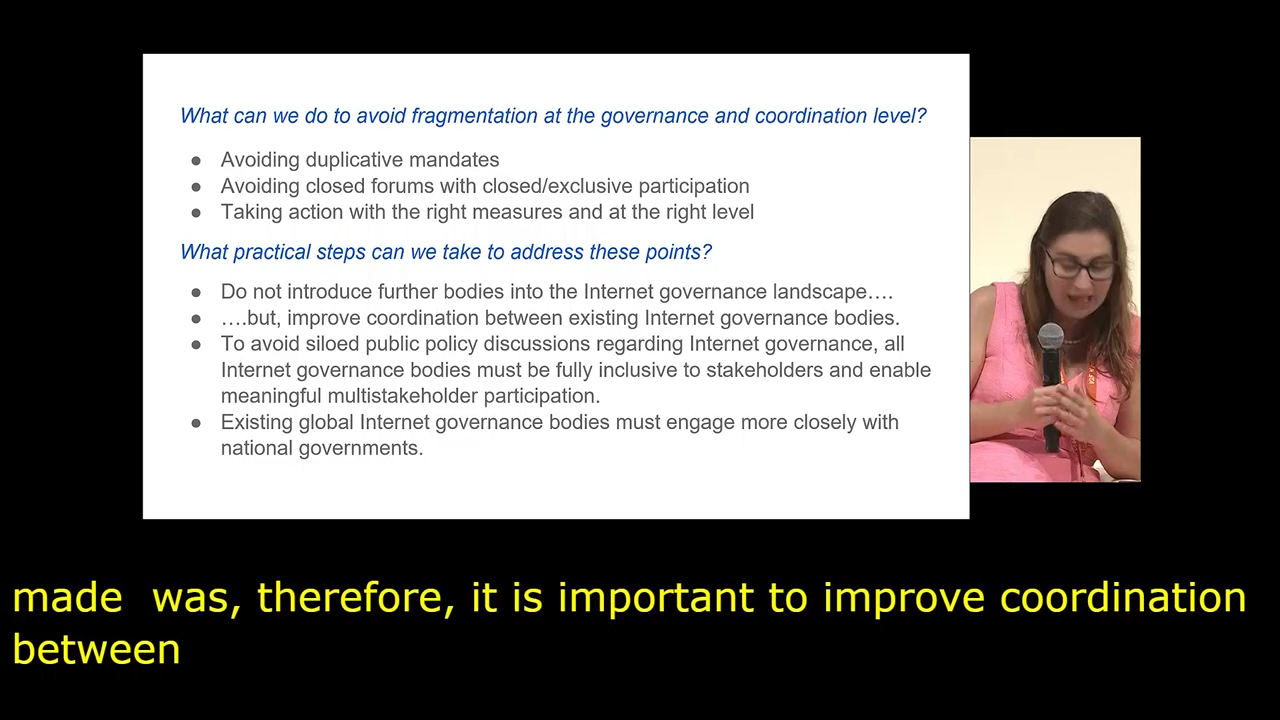 What can we do to avoid fragmentation at the governance and coordination level?
● Avoiding duplicative mandates
● Avoiding closed forums with closed/exclusive participation
● Taking action with the right measures and at the right level
What practical steps can we take to address these points?
● Do not introduce further bodies into the Internet governance landscape….
● ….but, improve coordination between existing Internet governance bodies.
● To avoid siloed public policy discussions regarding Internet governance, all
Internet governance bodies must be fully inclusive to stakeholders and enable
meaningful multistakeholder participation.
● Existing global Internet governance bodies must engage more closely with
national governments.
made  was, therefore, it is important to improve coordination
between